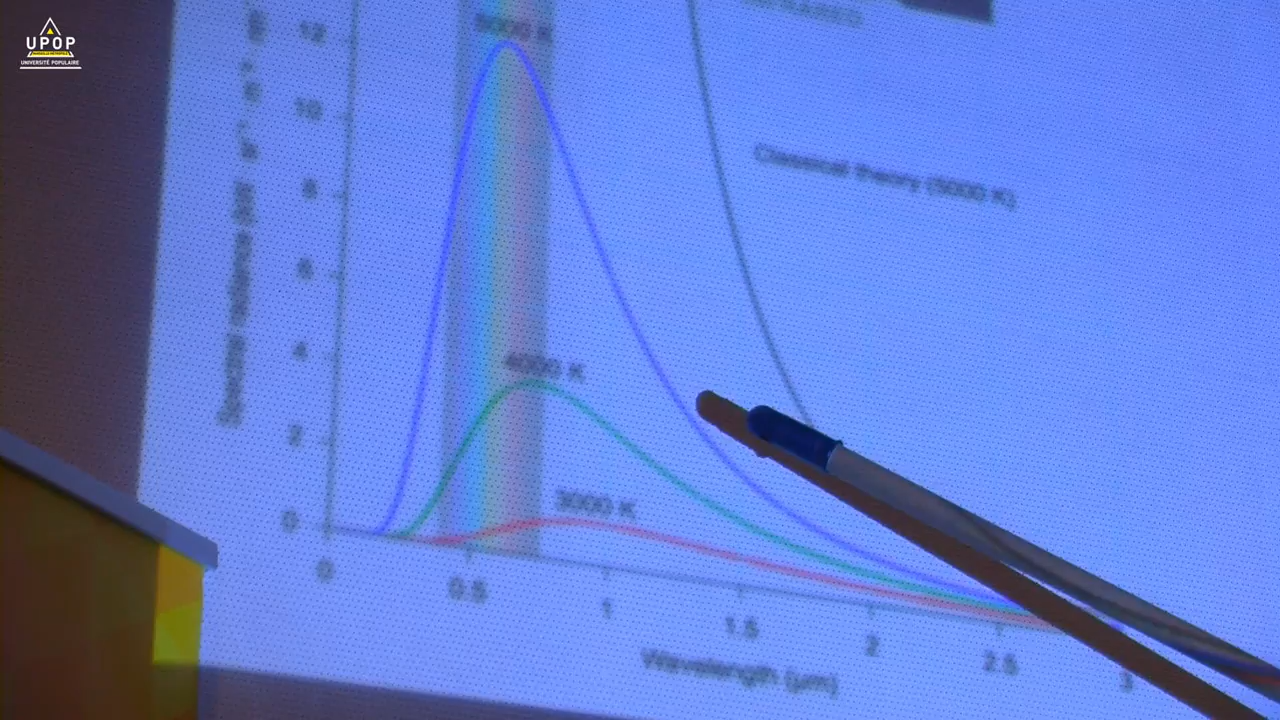 UPOP
UNIVERSITÉ POPULAIRE
12
10
8
6
4
2
0
Classical theory (5000 K)
4000 K
3000 K
0
0.5
1
1.5
2
2.5
3
Wavelength (μm)